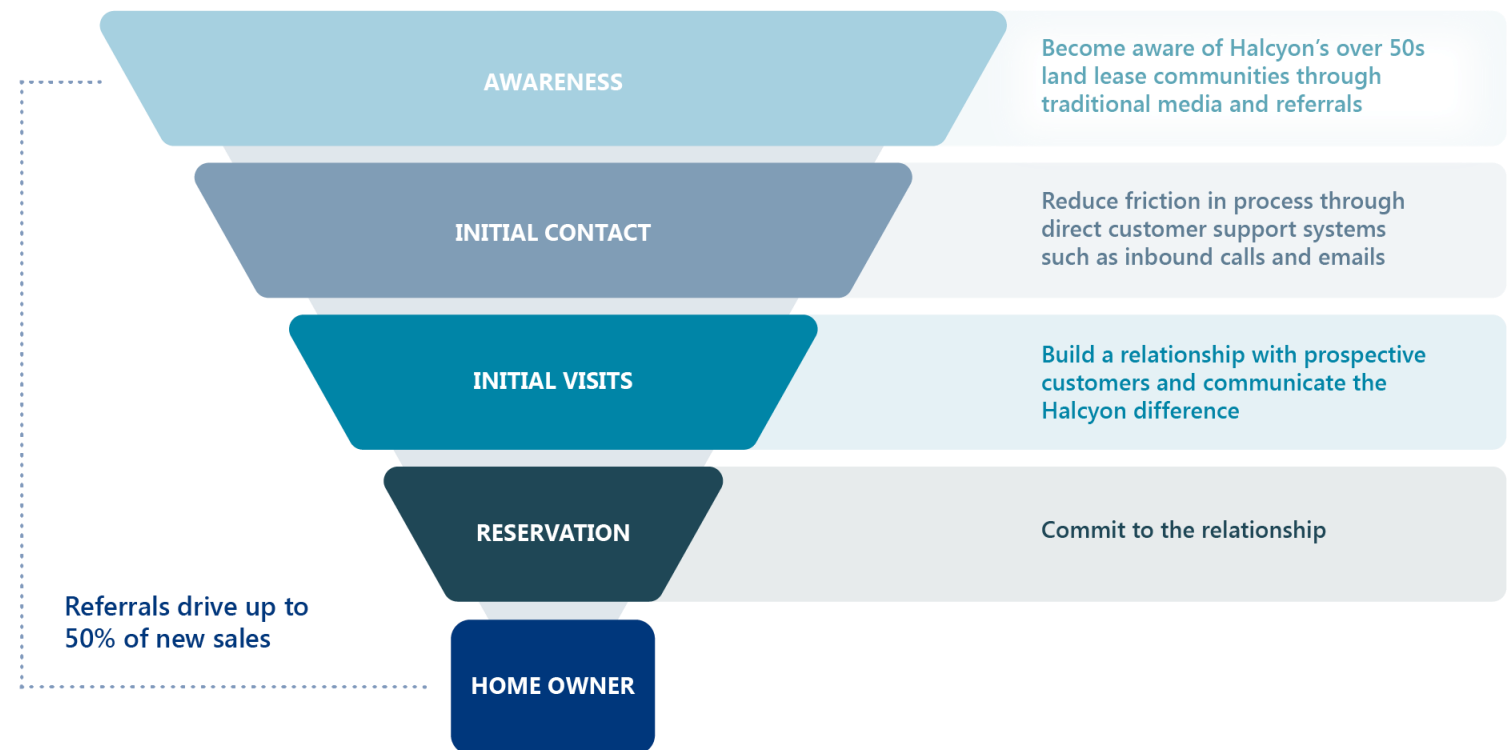 AWARENESS
Become aware of Halcyon’s over 50s
land lease communities through
traditional media and referrals
INITIAL CONTACT
Reduce friction in process through
direct customer support systems
such as inbound calls and emails
INITIAL VISITS
Build a relationship with prospective
customers and communicate the
Halcyon difference
RESERVATION
Commit to the relationship
Referrals drive up to
50% of new sales
HOME OWNER